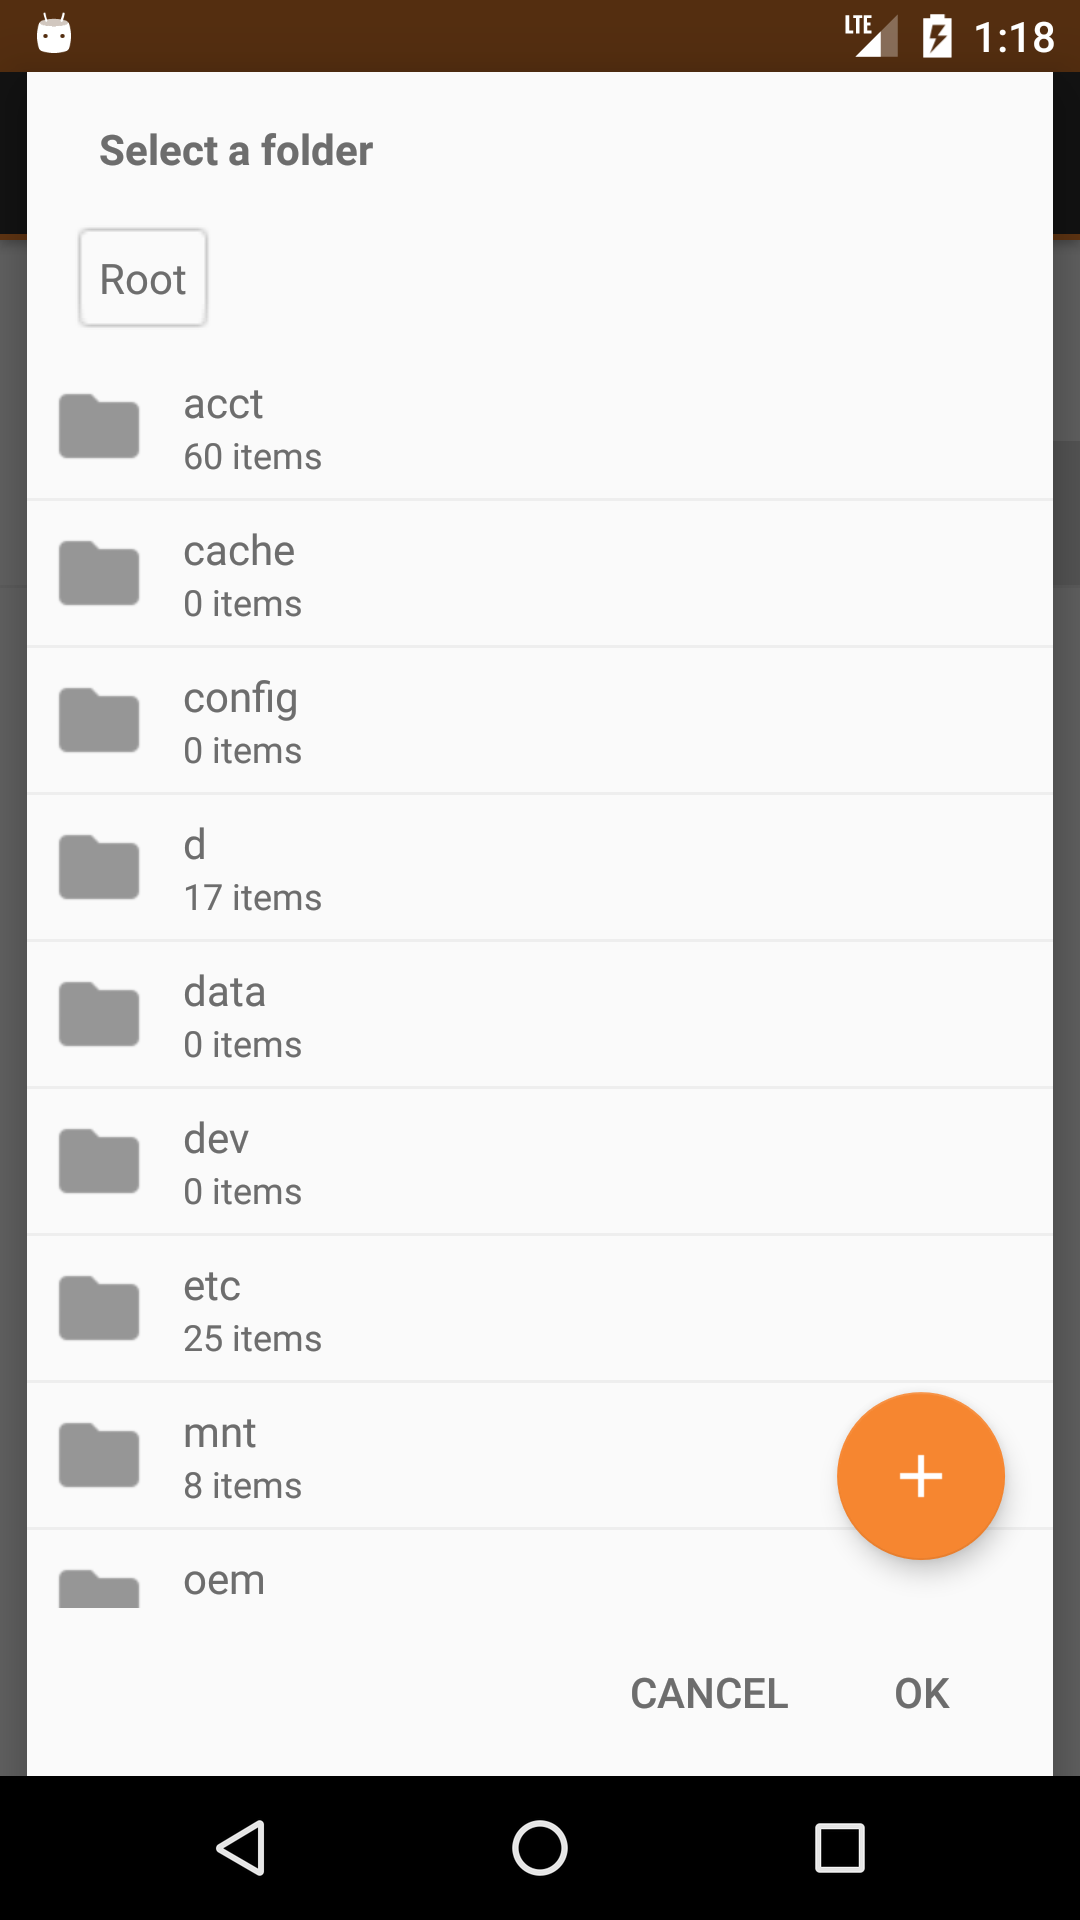 LTE 1:18
Select a folder
Root
acct
60 items
cache
0 items
config
0 items
d
17 items
data
0 items
dev
0 items
etc
25 items
mnt
8 items
oem
CANCEL OK